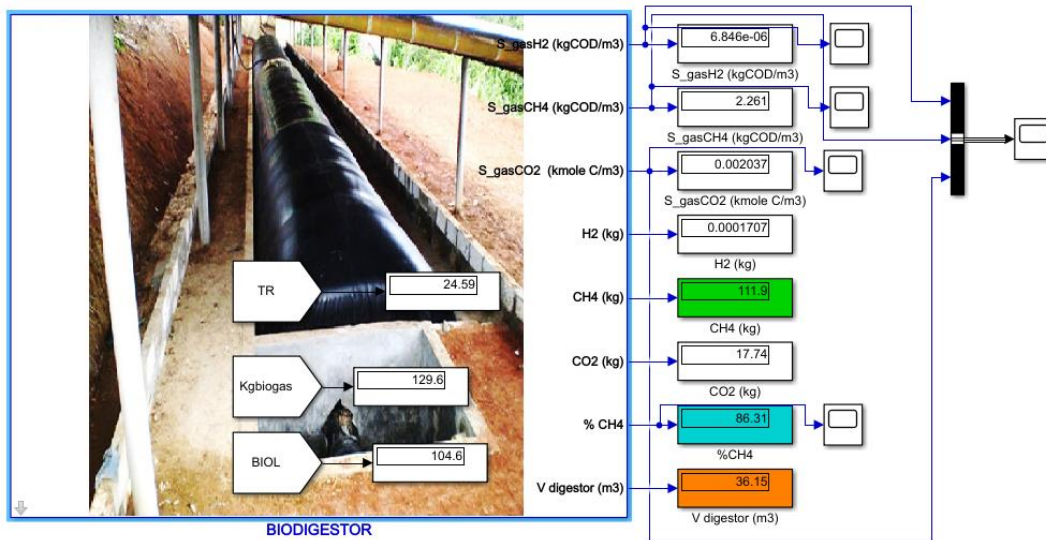 S_gasH2 (kgCOD/m3)
6.846e-06
S_gasH2 (kgCOD/m3)
S_gasCH4 (kgCOD/m3)
2.261
S_gasCH4 (kgCOD/m3)
S_gasCO2 (kmole C/m3)
0.002037
S_gasCO2 (kmole C/m3)
H2 (kg)
0.0001707
H2 (kg)
TR
24.59
CH4 (kg)
111.9
CH4 (kg)
CO2 (kg)
17.74
CO2 (kg)
Kgbiogas
129.6
% CH4
86.31
%CH4
BIOL
104.6
V digestor (m3)
36.15
V digestor (m3)
BIODIGESTOR